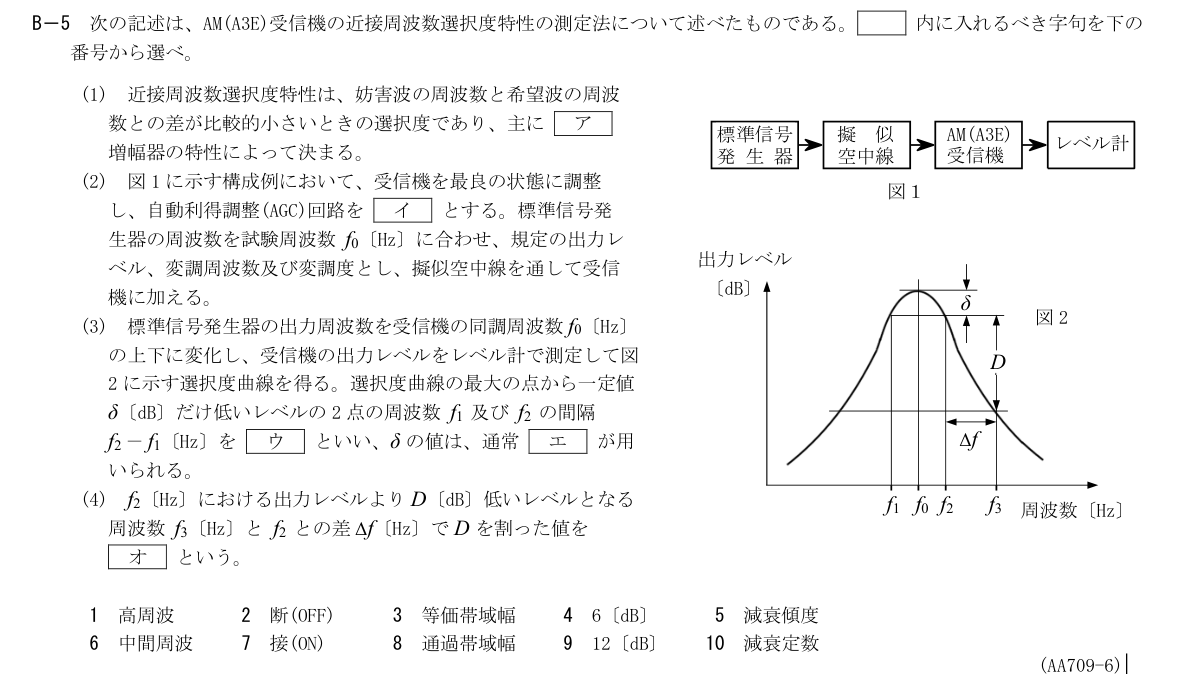 B－5 次の記述は、AM(A3E)受信機の近接周波数選択度特性の測定法について述べたものである。 内に入れるべき字句を下の
番号から選べ。
(1) 近接周波数選択度特性は、妨害波の周波数と希望波の周波
数との差が比較的小さいときの選択度であり、主に ア
増幅器の特性によって決まる。
(2) 図1に示す構成例において、受信機を最良の状態に調整
し、自動利得調整(AGC)回路を イ とする。標準信号発
生器の周波数を試験周波数 f0〔Hz〕に合わせ、規定の出力レ
ベル、変調周波数及び変調度とし、擬似空中線を通して受信
機に加える。
(3) 標準信号発生器の出力周波数を受信機の同調周波数f0〔Hz〕
の上下に変化し、受信機の出力レベルをレベル計で測定して図
2に示す選択度曲線を得る。選択度曲線の最大の点から一定値
δ〔dB〕だけ低いレベルの2点の周波数 f1 及び f2 の間隔
f2－f1〔Hz〕を ウ といい、δの値は、通常 エ が用
いられる。
(4) f2〔Hz〕における出力レベルよりD〔dB〕低いレベルとなる
周波数 f3〔Hz〕と f2 との差Δf〔Hz〕でDを割った値を
オ という。
標準信号
発生器
擬似
空中線
AM(A3E)
受信機
レベル計
図1
出力レベル
〔dB〕
δ
図2
D
Δf
f1 f0 f2 f3 周波数〔Hz〕
1 高周波 2 断(OFF) 3 等価帯域幅 4 6〔dB〕 5 減衰傾度
6 中間周波 7 接(ON) 8 通過帯域幅 9 12〔dB〕 10 減衰定数
(AA709-6)